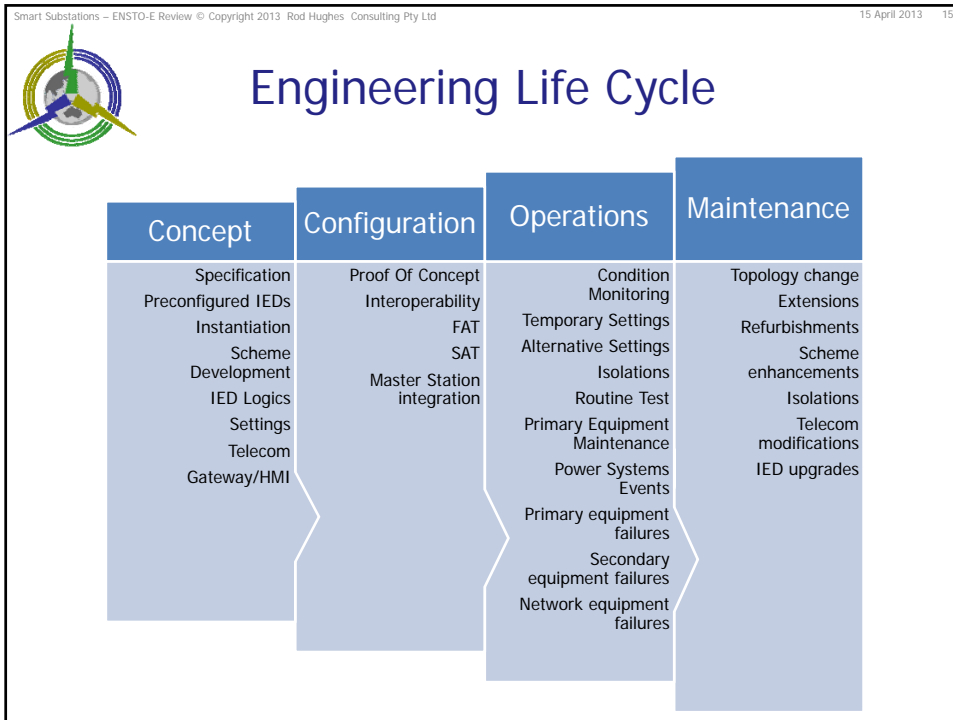 Smart Substations – ENSTO-E Review © Copyright 2013 Rod Hughes Consulting Pty Ltd
15 April 2013 15
Engineering Life Cycle
Concept
Specification
Preconfigured IEDs
Instantiation
Scheme
Development
IED Logics
Settings
Telecom
Gateway/HMI
Configuration
Proof Of Concept
Interoperability
FAT
SAT
Master Station
integration
Operations
Condition
Monitoring
Temporary Settings
Alternative Settings
Isolations
Routine Test
Primary Equipment
Maintenance
Power Systems
Events
Primary equipment
failures
Secondary
equipment failures
Network equipment
failures
Maintenance
Topology change
Extensions
Refurbishments
Scheme
enhancements
Isolations
Telecom
modifications
IED upgrades